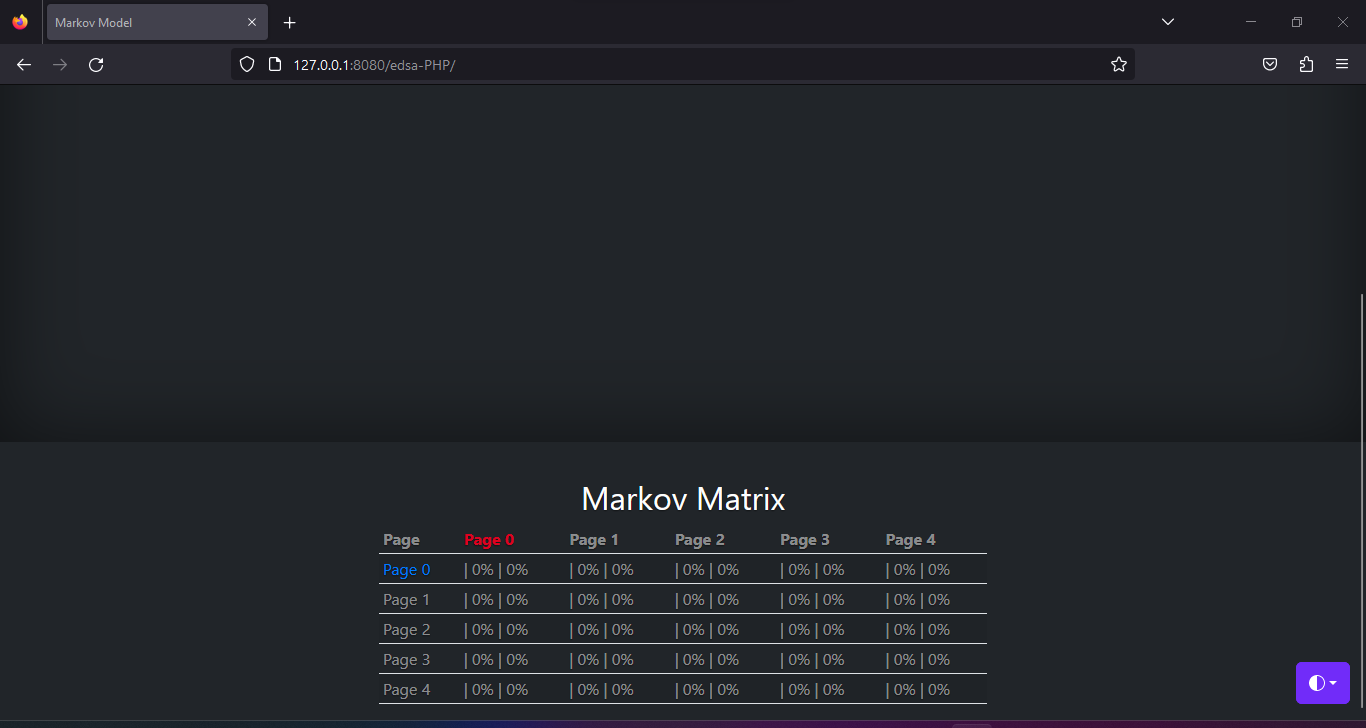 Markov Model
127.0.0.1:8080/edsa-PHP/
Markov Matrix
Page Page 0 Page 1 Page 2 Page 3 Page 4
Page 0 | 0% | 0% | 0% | 0% | 0% | 0% | 0% | 0% | 0% | 0%
Page 1 | 0% | 0% | 0% | 0% | 0% | 0% | 0% | 0% | 0% | 0%
Page 2 | 0% | 0% | 0% | 0% | 0% | 0% | 0% | 0% | 0% | 0%
Page 3 | 0% | 0% | 0% | 0% | 0% | 0% | 0% | 0% | 0% | 0%
Page 4 | 0% | 0% | 0% | 0% | 0% | 0% | 0% | 0% | 0% | 0%